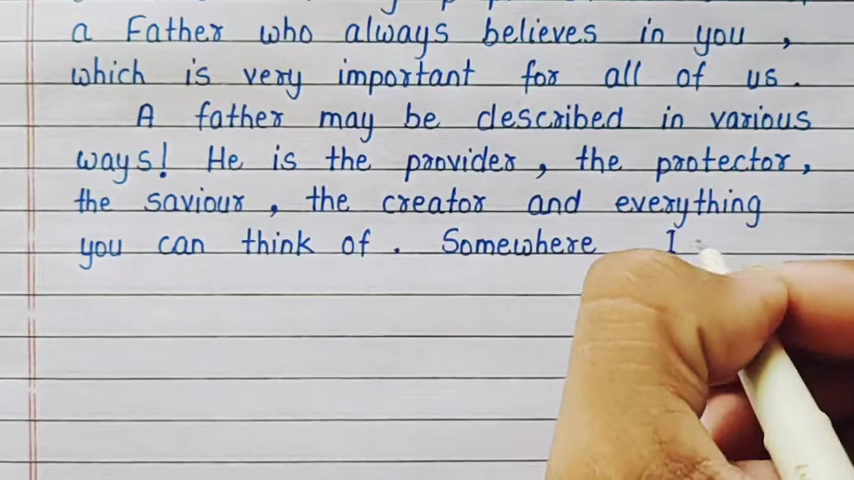 a Father who always believes in you ,
which is very important for all of us .
A father may be described in various
ways! He is the provider , the protector ,
the saviour , the creator and everything
you can think of . Somewhere I